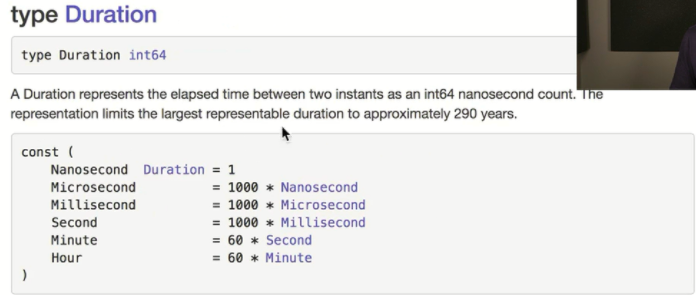 type Duration
type Duration int64
A Duration represents the elapsed time between two instants as an int64 nanosecond count. The
representation limits the largest representable duration to approximately 290 years.
const (
    Nanosecond  Duration = 1
    Microsecond          = 1000 * Nanosecond
    Millisecond          = 1000 * Microsecond
    Second               = 1000 * Millisecond
    Minute               = 60 * Second
    Hour                 = 60 * Minute
)